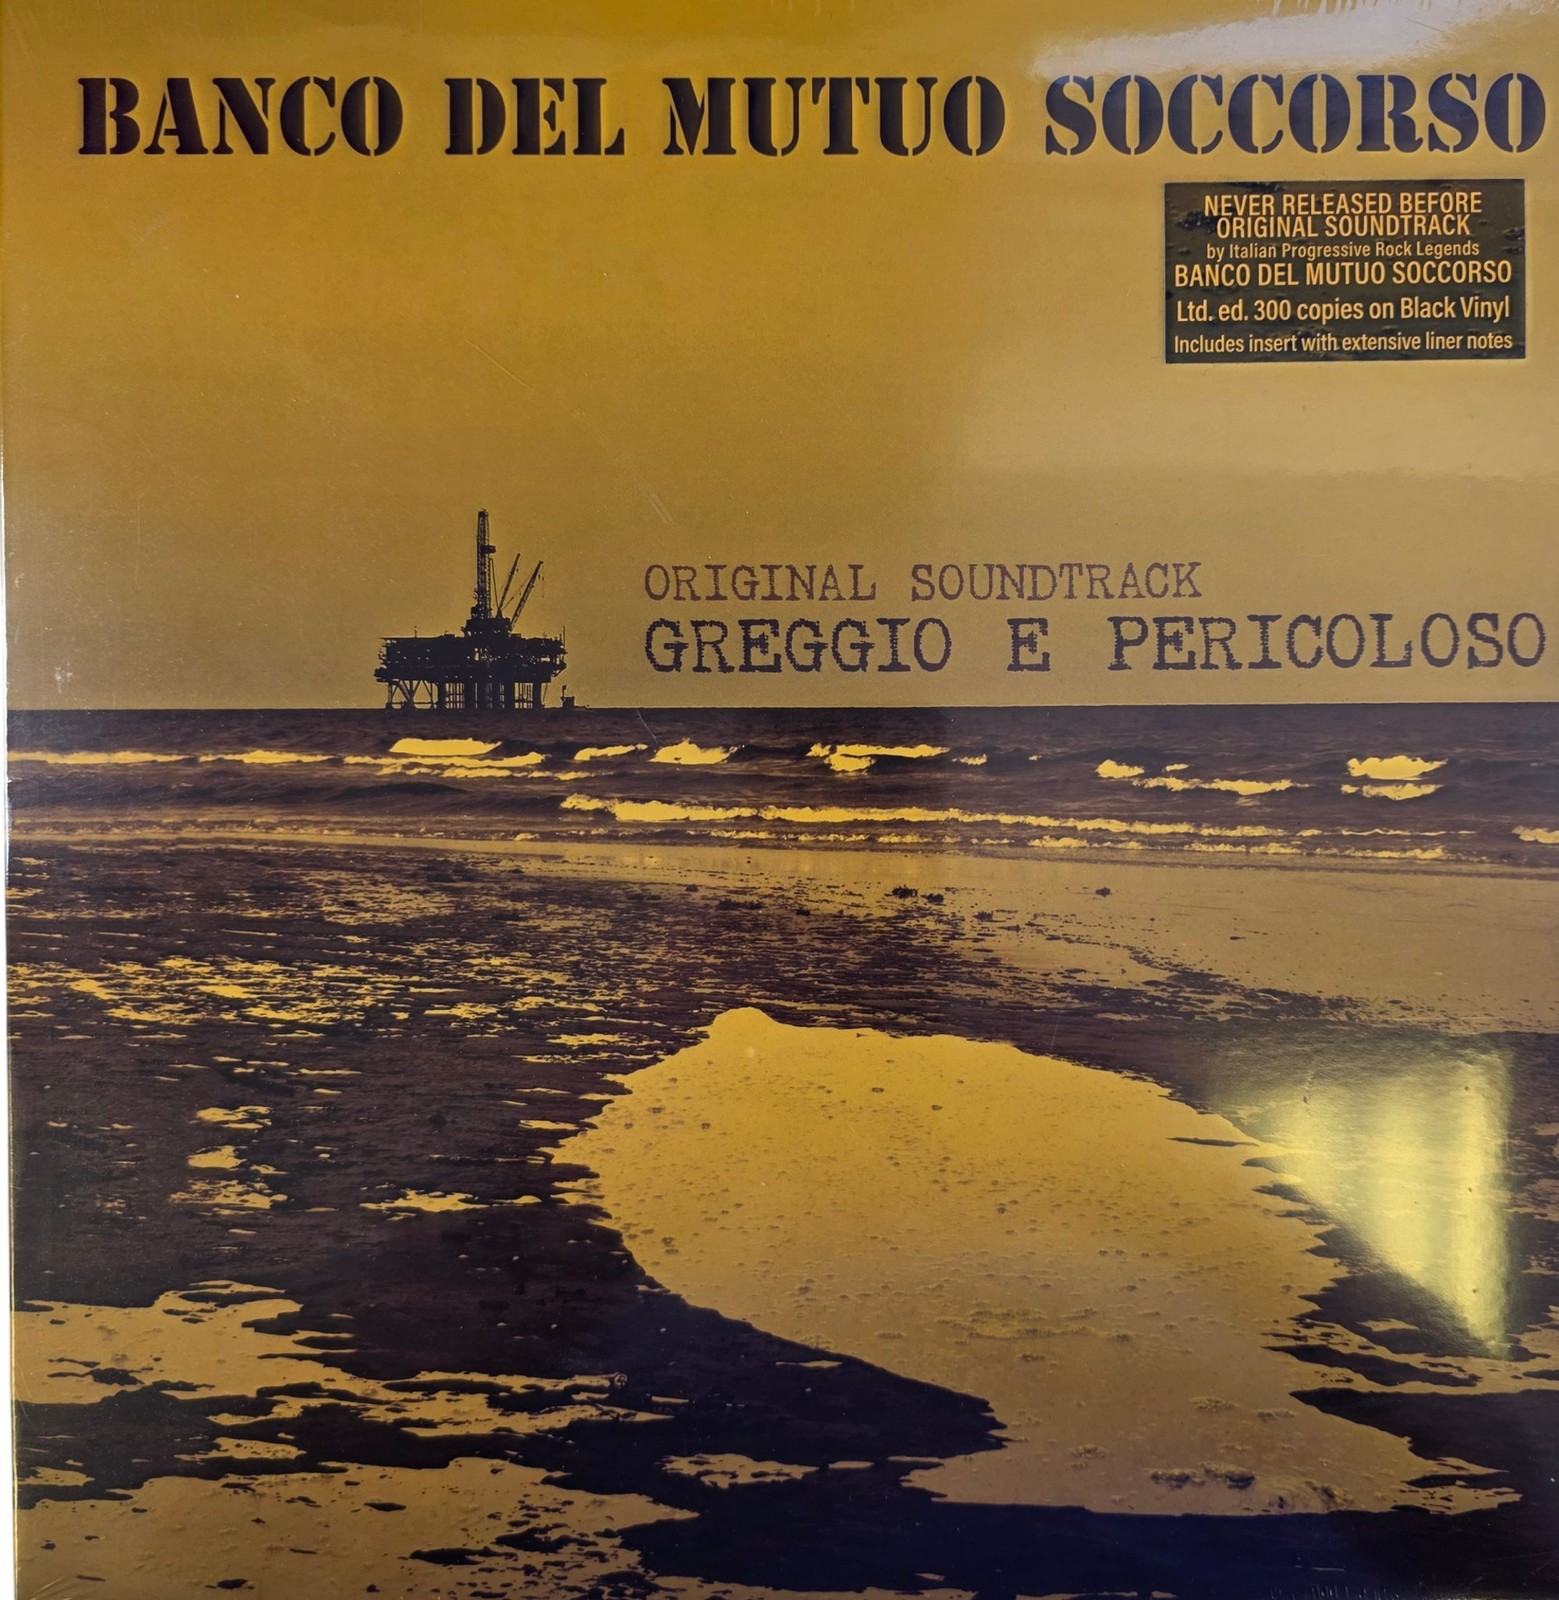 BANCO DEL MUTUO SOCCORSO
NEVER RELEASED BEFORE
ORIGINAL SOUNDTRACK
by Italian Progressive Rock Legends
BANCO DEL MUTUO SOCCORSO
Ltd. ed. 300 copies on Black Vinyl
Includes insert with extensive liner notes
ORIGINAL SOUNDTRACK
GREGGIO E PERICOLOSO